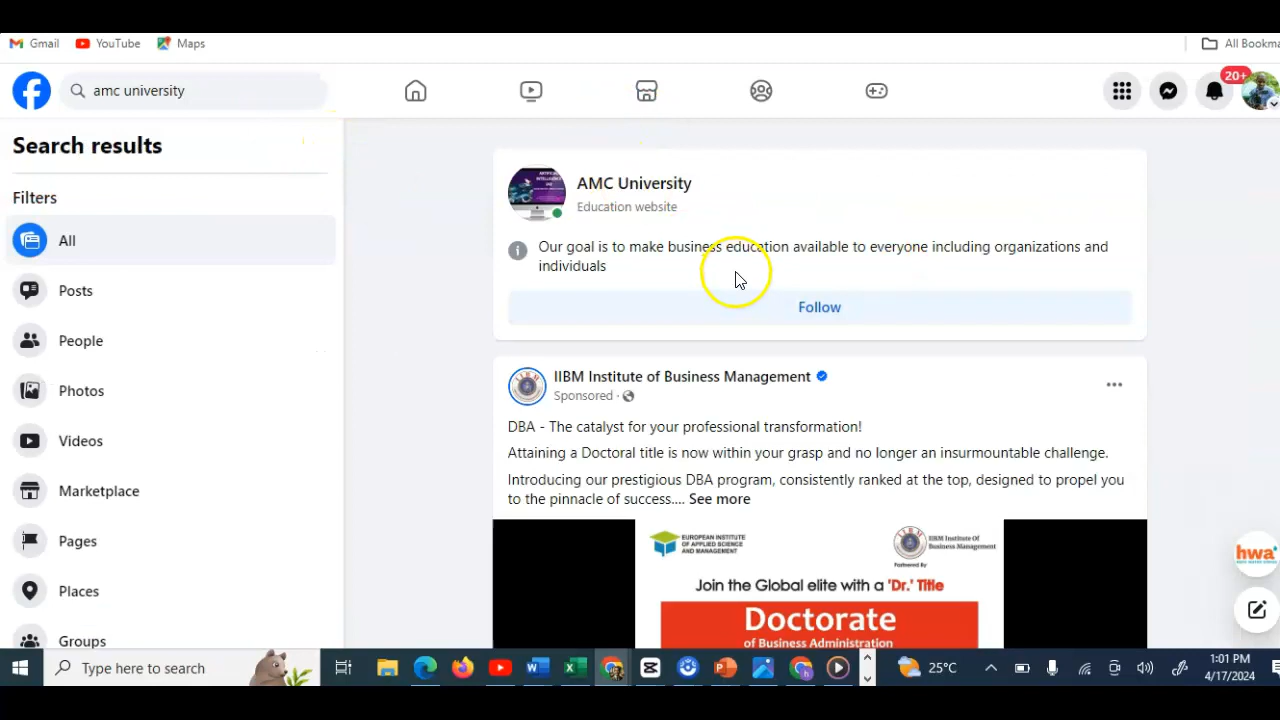 Gmail
YouTube
Maps
All Bookma
amc university
20+
Search results
Filters
All
Posts
People
Photos
Videos
Marketplace
Pages
Places
Groups
AMC University
Education website
Our goal is to make business education available to everyone including organizations and
individuals
Follow
IIBM Institute of Business Management
Sponsored ·
DBA - The catalyst for your professional transformation!
Attaining a Doctoral title is now within your grasp and no longer an insurmountable challenge.
Introducing our prestigious DBA program, consistently ranked at the top, designed to propel you
to the pinnacle of success.... See more
EUROPEAN INSTITUTE
OF APPLIED SCIENCE
AND MANAGEMENT
IIBM Institute Of
Business Management
Partnered By
Join the Global elite with a 'Dr.' Title
Doctorate
of Business Administration
hwa
Type here to search
25°C
1:01 PM
4/17/2024